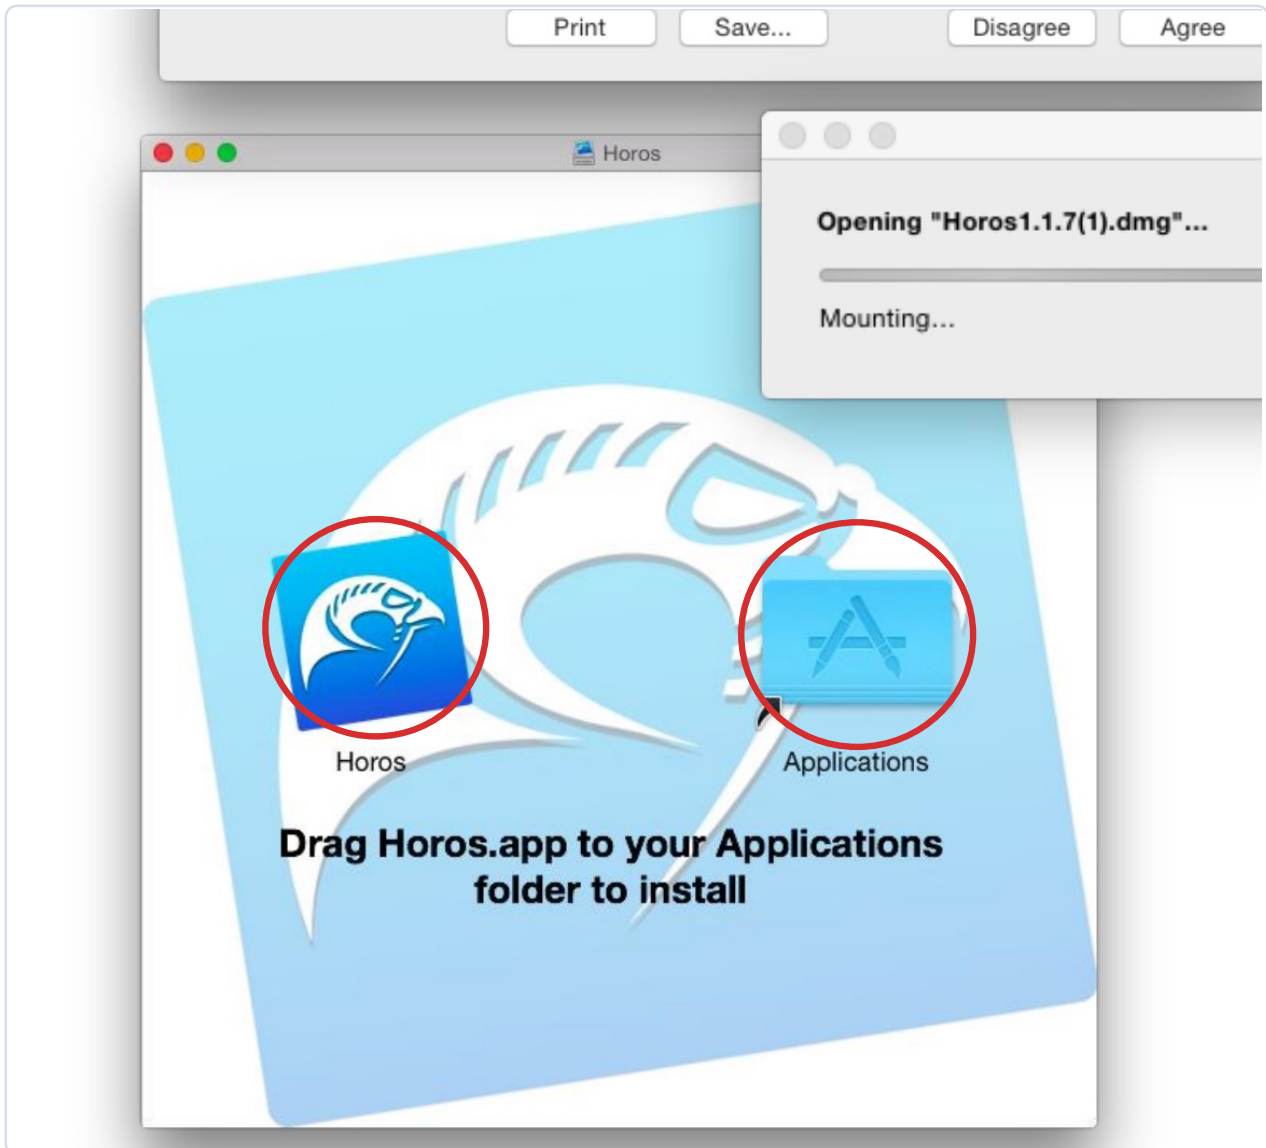 Print Save... Disagree Agree
Horos
Opening "Horos1.1.7(1).dmg"...
Mounting...
Horos Applications
Drag Horos.app to your Applications
folder to install